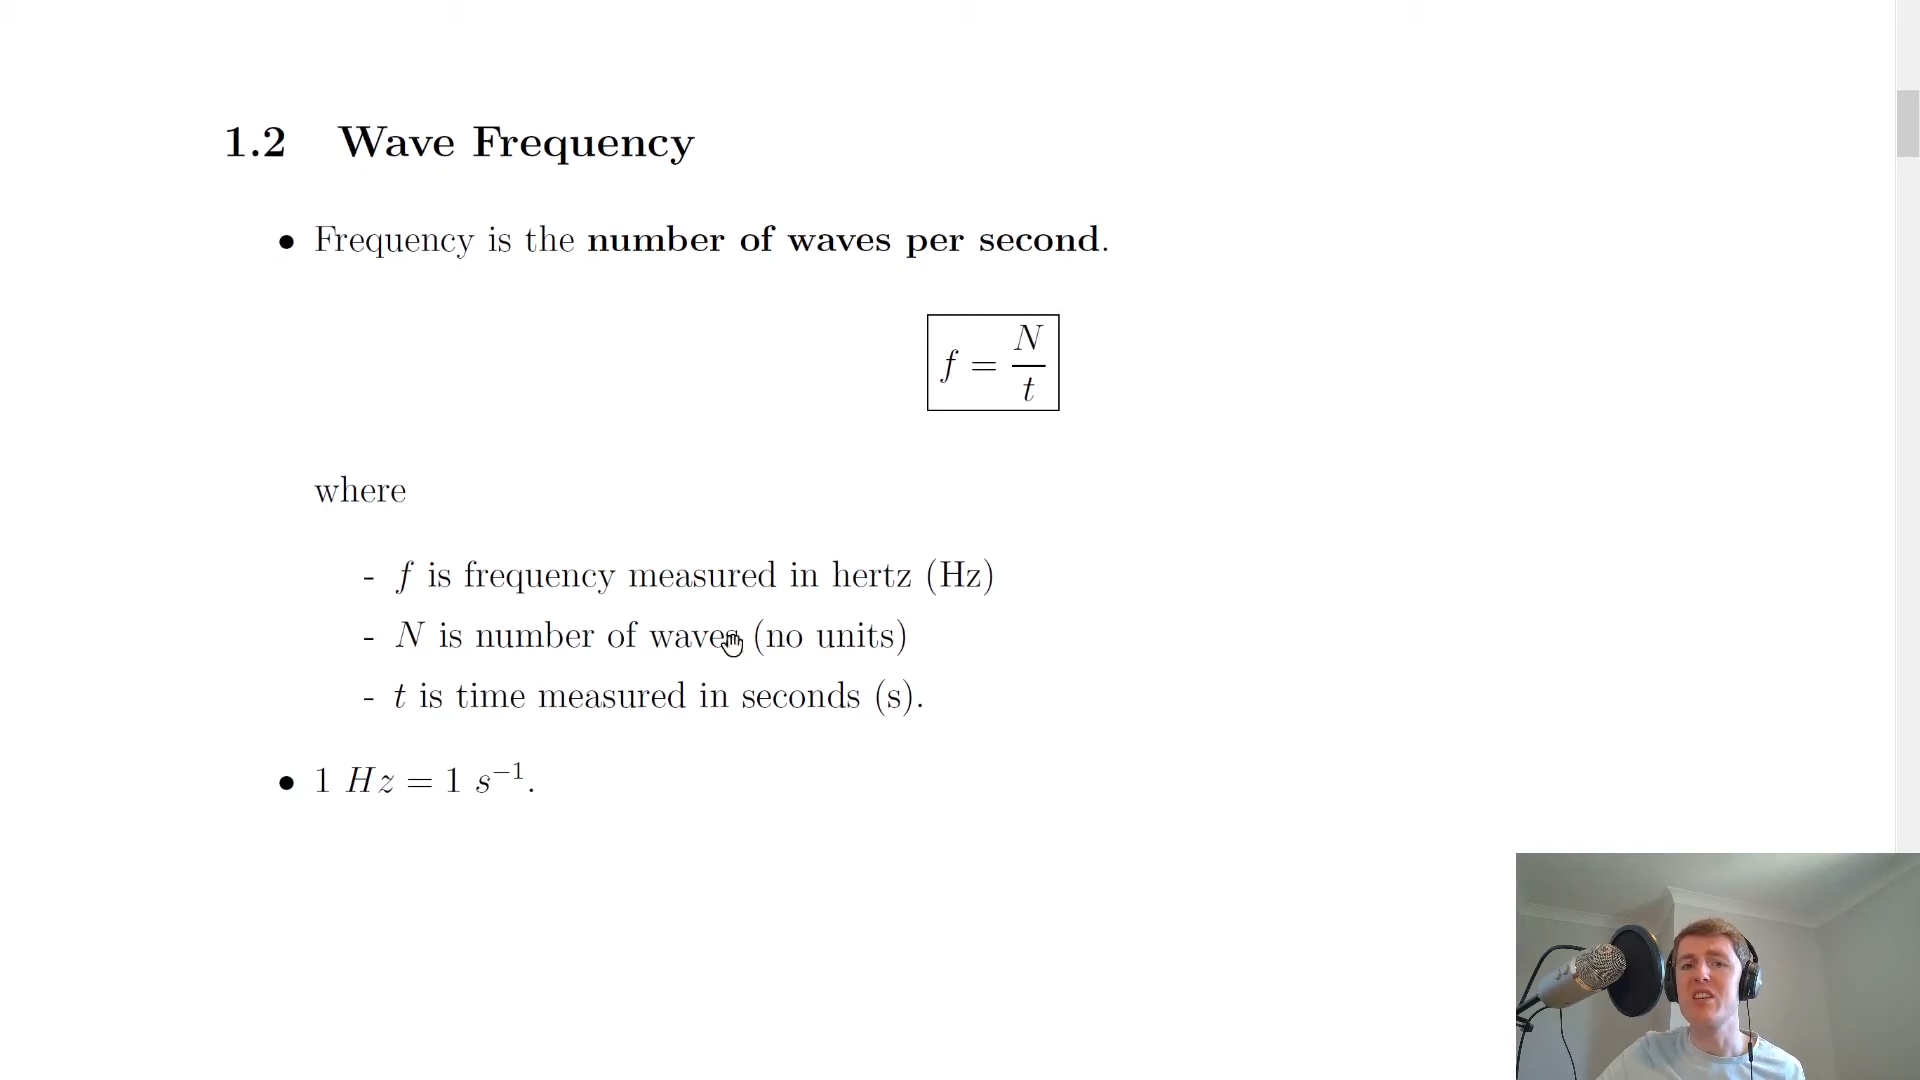 1.2 Wave Frequency
• Frequency is the number of waves per second.
f = N/t
where
- f is frequency measured in hertz (Hz)
- N is number of waves (no units)
- t is time measured in seconds (s).
• 1 Hz = 1 s⁻¹.